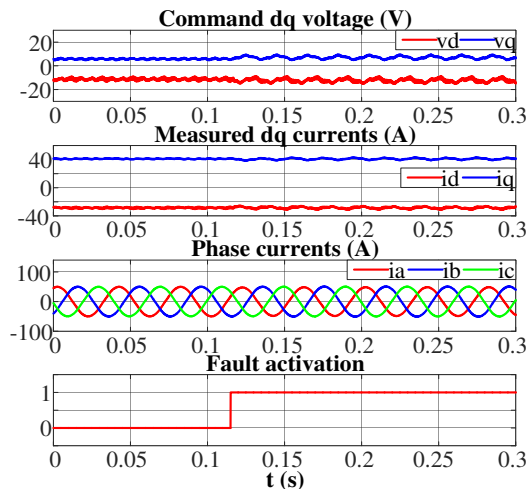 Command dq voltage (V)
20
0
-20
vd vq
0 0.05 0.1 0.15 0.2 0.25 0.3
Measured dq currents (A)
40
0
-40
id iq
0 0.05 0.1 0.15 0.2 0.25 0.3
Phase currents (A)
100
0
-100
ia ib ic
0 0.05 0.1 0.15 0.2 0.25 0.3
Fault activation
1
0
0 0.05 0.1 0.15 0.2 0.25 0.3
t (s)